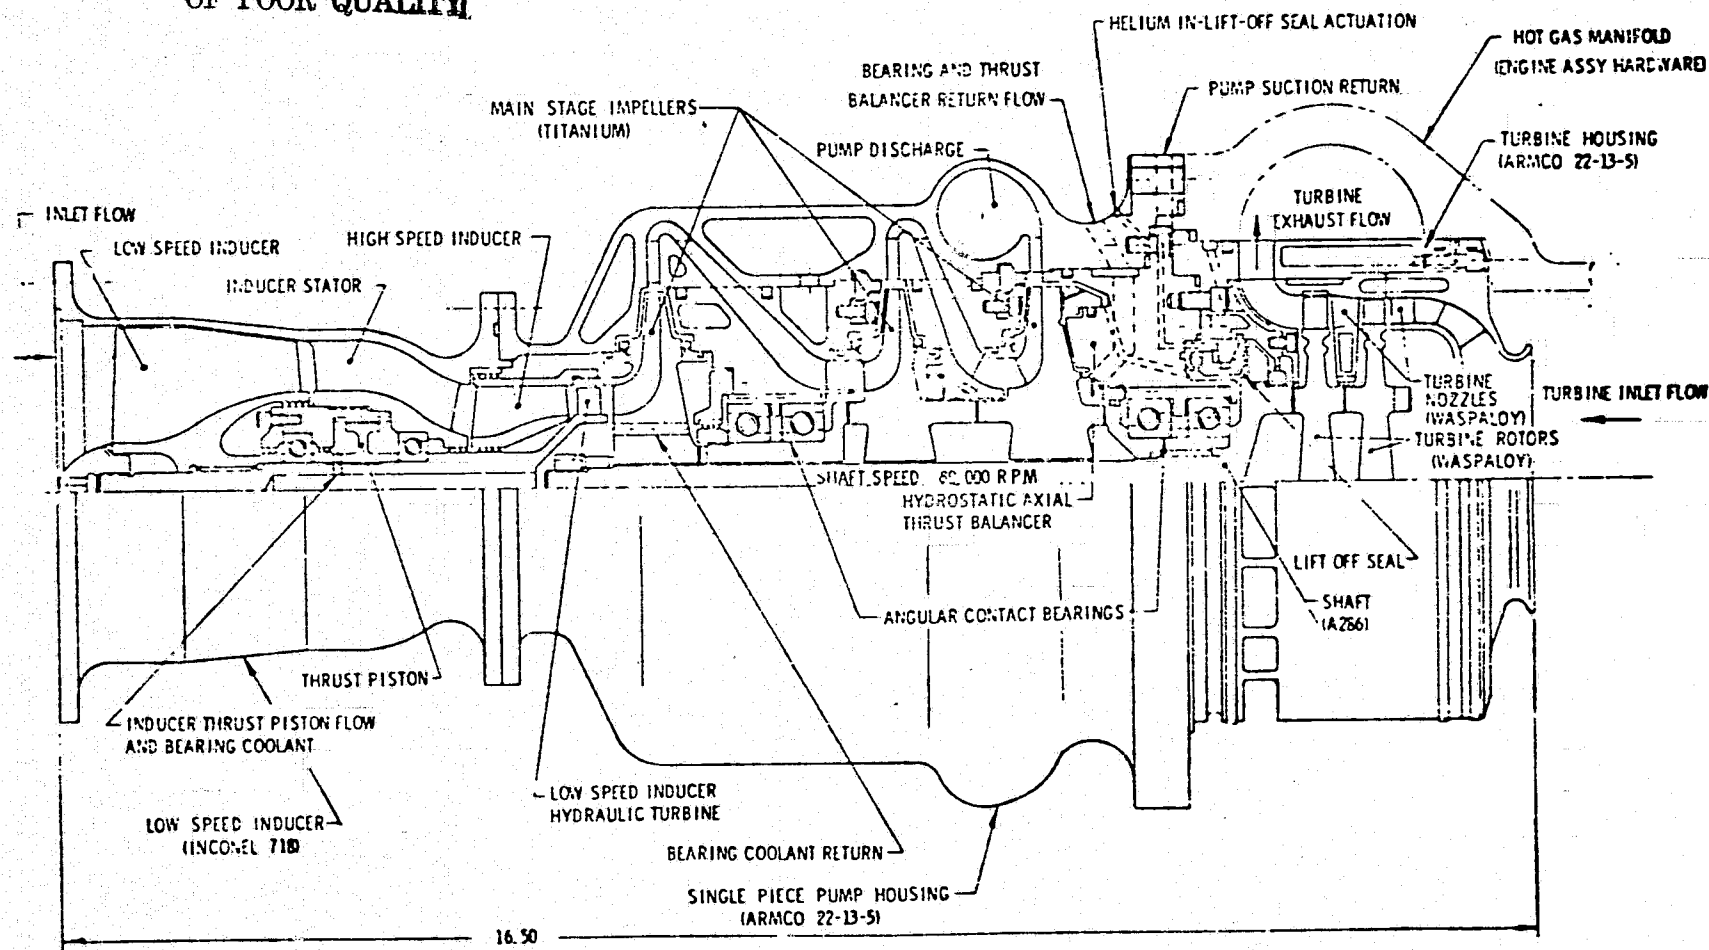 OF POOR QUALITY
HELIUM IN-LIFT-OFF SEAL ACTUATION
HOT GAS MANIFOLD
(ENGINE ASSY HARDWARE)
BEARING AND THRUST
BALANCER RETURN FLOW
PUMP SUCTION RETURN
MAIN STAGE IMPELLERS
(TITANIUM)
TURBINE HOUSING
(ARMCO 22-13-5)
PUMP DISCHARGE
TURBINE
EXHAUST FLOW
INLET FLOW
LOW SPEED INDUCER
HIGH SPEED INDUCER
INDUCER STATOR
TURBINE
NOZZLES
(WASPALOY)
TURBINE INLET FLOW
TURBINE ROTORS
(WASPALOY)
SHAFT SPEED 000 RPM
HYDROSTATIC AXIAL
THRUST BALANCER
LIFT OFF SEAL
SHAFT
(A286)
ANGULAR CONTACT BEARINGS
THRUST PISTON
INDUCER THRUST PISTON FLOW
AND BEARING COOLANT
LOW SPEED INDUCER
HYDRAULIC TURBINE
LOW SPEED INDUCER
(INCONEL 718)
BEARING COOLANT RETURN
SINGLE PIECE PUMP HOUSING
(ARMCO 22-13-5)
16.50